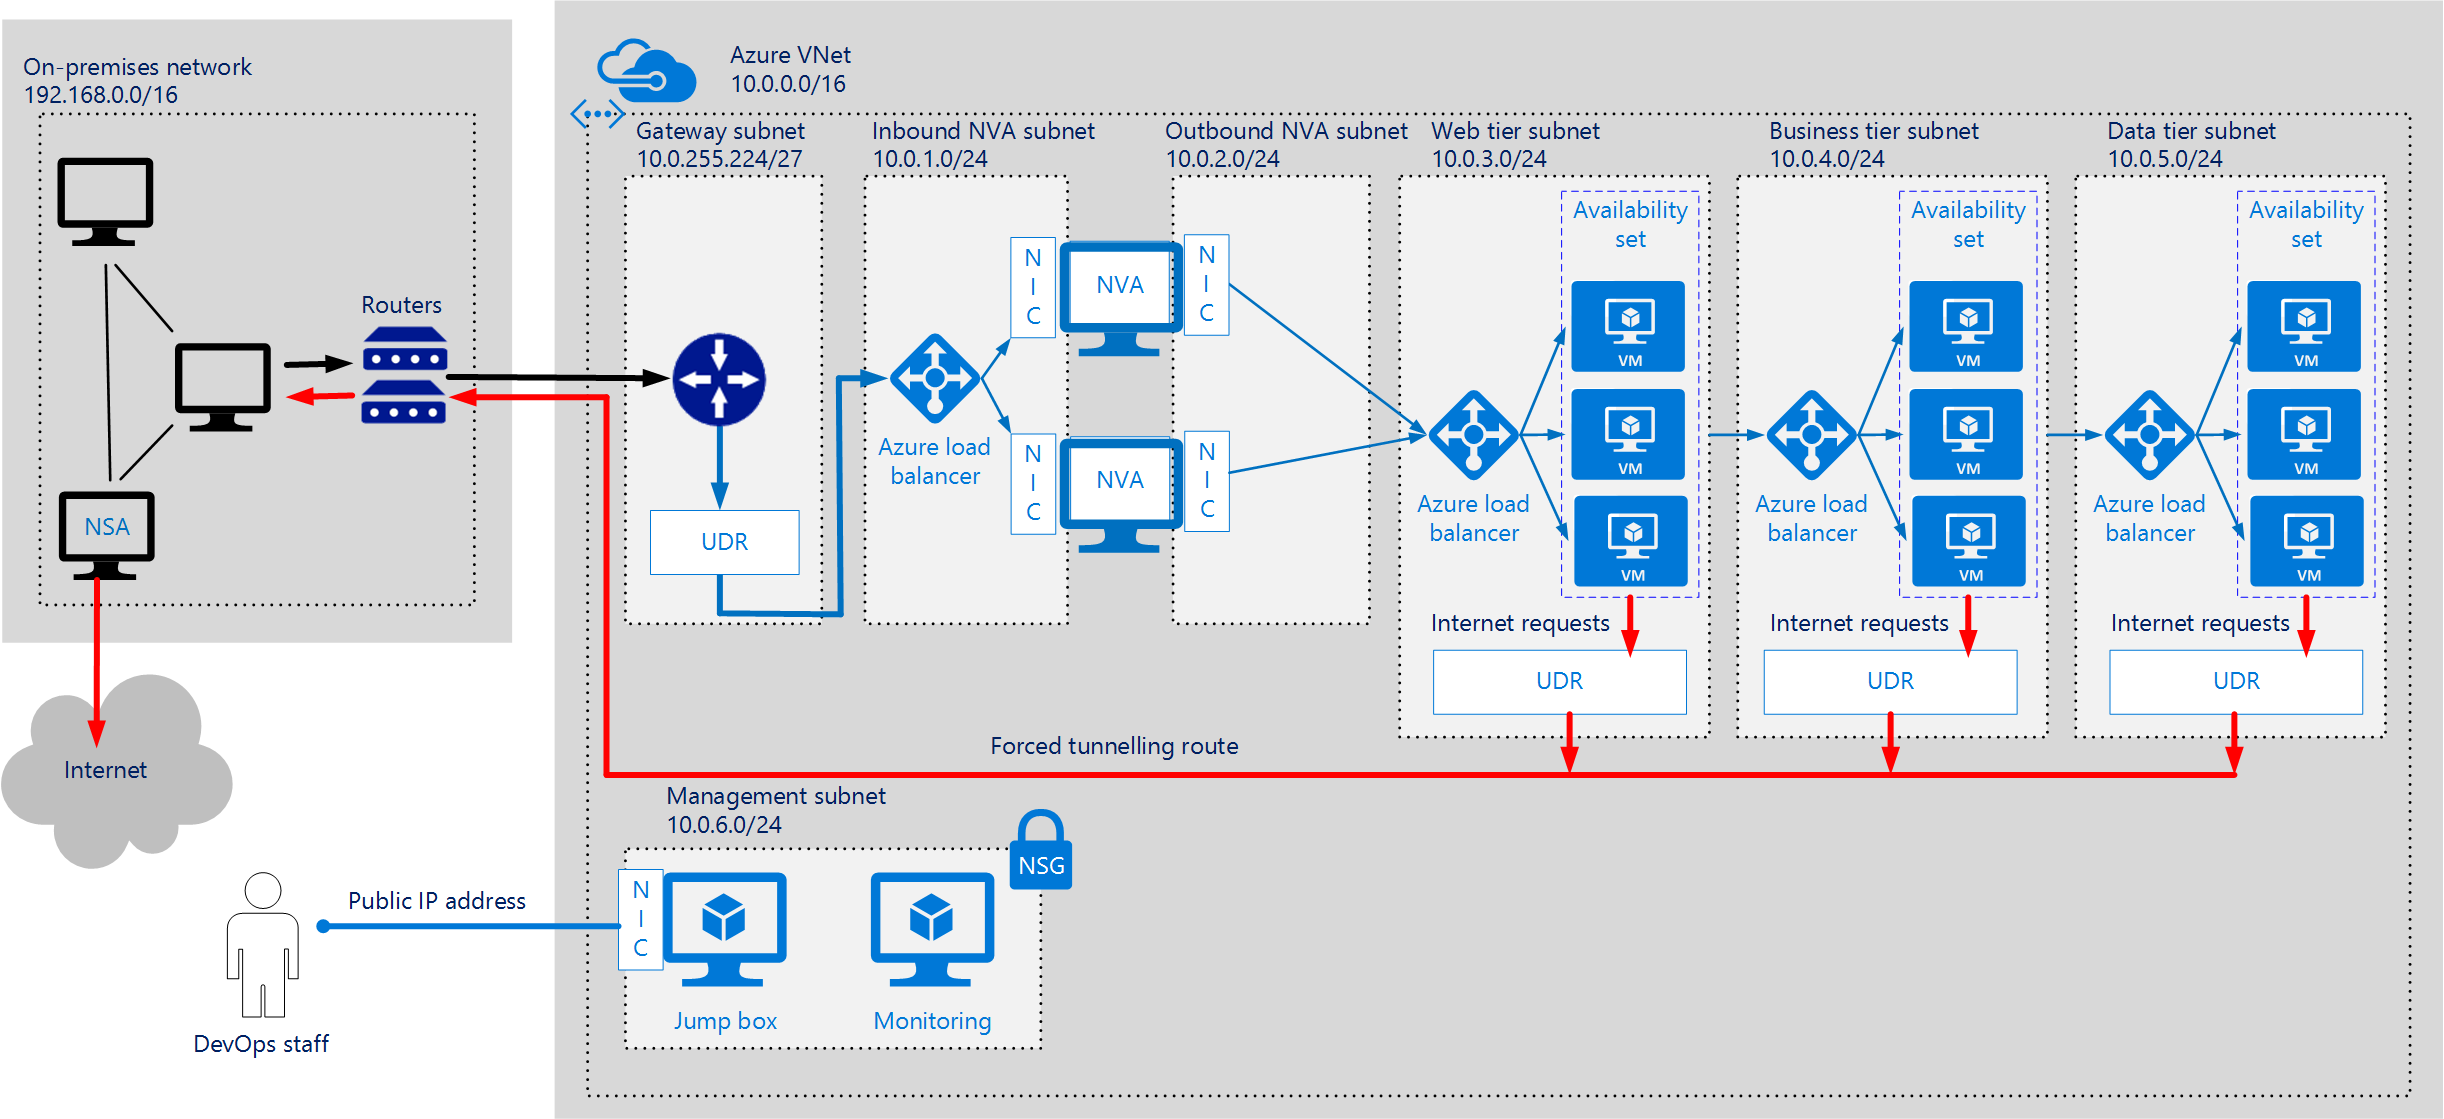 On-premises network
192.168.0.0/16
Routers
NSA
Internet
DevOps staff
Public IP address
Azure VNet
10.0.0.0/16
Gateway subnet
10.0.255.224/27
UDR
Inbound NVA subnet
10.0.1.0/24
Azure load
balancer
N
I
C
NVA
N
I
C
NVA
Outbound NVA subnet
10.0.2.0/24
N
I
C
N
I
C
Web tier subnet
10.0.3.0/24
Availability
set
VM
VM
VM
Azure load
balancer
Internet requests
UDR
Business tier subnet
10.0.4.0/24
Availability
set
VM
VM
VM
Azure load
balancer
Internet requests
UDR
Data tier subnet
10.0.5.0/24
Availability
set
VM
VM
VM
Azure load
balancer
Internet requests
UDR
Forced tunnelling route
Management subnet
10.0.6.0/24
NSG
N
I
C
Jump box
Monitoring